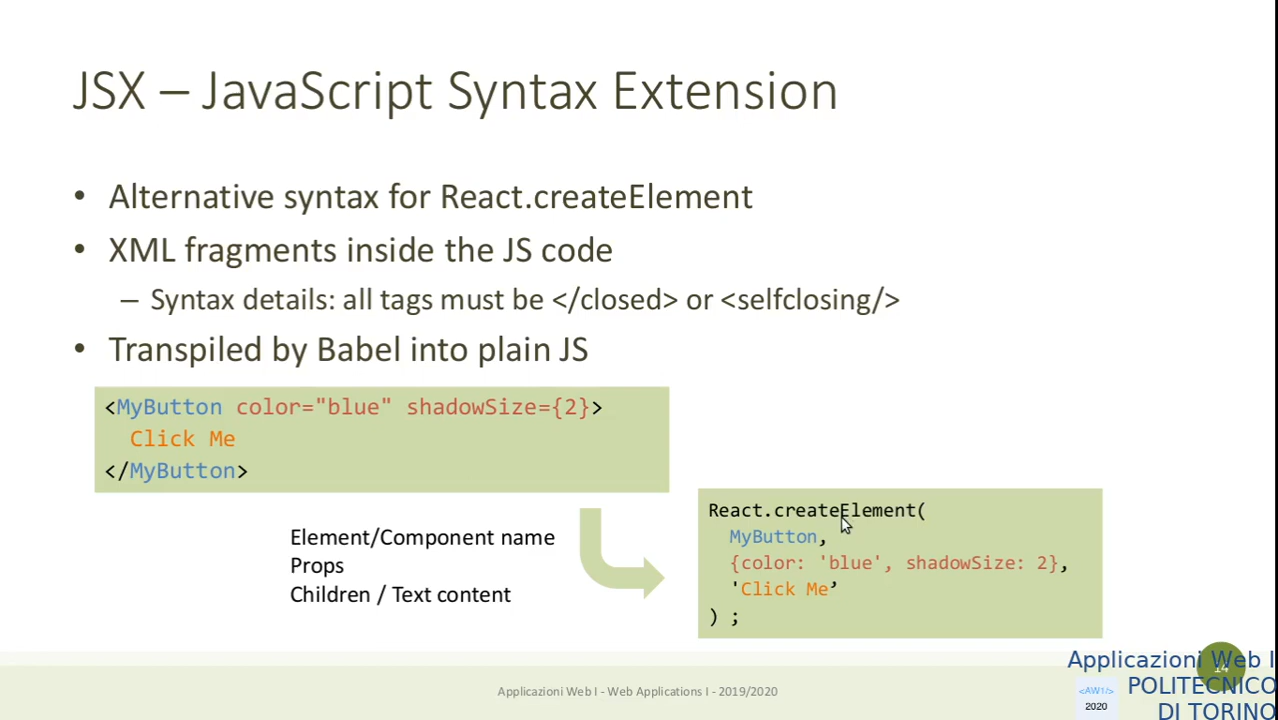 JSX – JavaScript Syntax Extension
• Alternative syntax for React.createElement
• XML fragments inside the JS code
– Syntax details: all tags must be </closed> or <selfclosing/>
• Transpiled by Babel into plain JS
<MyButton color="blue" shadowSize={2}>
Click Me
</MyButton>
Element/Component name
Props
Children / Text content
React.createElement(
MyButton,
{color: 'blue', shadowSize: 2},
'Click Me’
) ;
Applicazioni Web I - Web Applications I - 2019/2020
14
Applicazioni Web I
POLITECNICO
DI TORINO
<AW1/>
2020